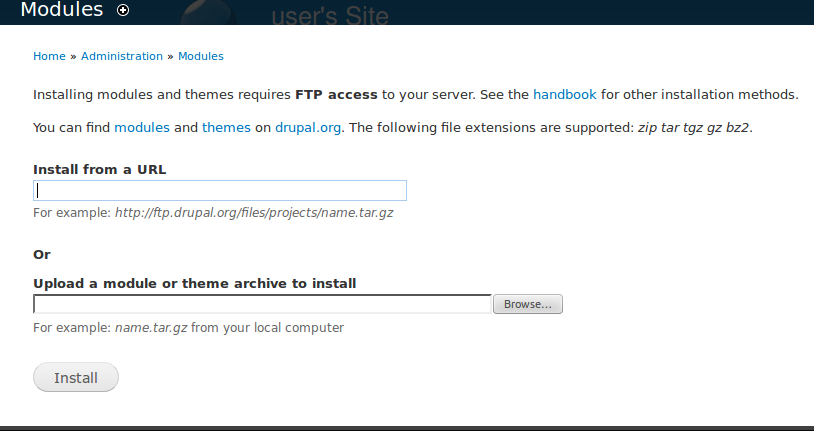 Modules
user's Site
Home » Administration » Modules
Installing modules and themes requires FTP access to your server. See the handbook for other installation methods.
You can find modules and themes on drupal.org. The following file extensions are supported: zip tar tgz gz bz2.
Install from a URL
For example: http://ftp.drupal.org/files/projects/name.tar.gz
Or
Upload a module or theme archive to install
Browse...
For example: name.tar.gz from your local computer
Install